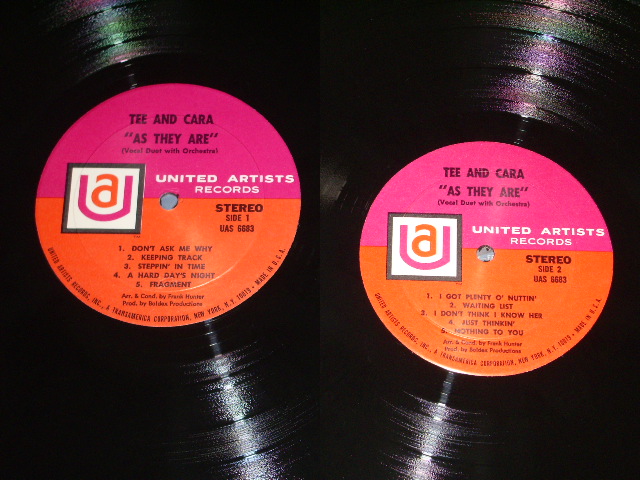 TEE AND CARA
"AS THEY ARE"
(Vocal Duet with Orchestra)
ua
UNITED ARTISTS
RECORDS
STEREO
SIDE 1
UAS 6683
1. DON'T ASK ME WHY
2. KEEPING TRACK
3. STEPPIN' IN TIME
4. A HARD DAY'S NIGHT
5. FRAGMENT
Arr. & Cond. by Frank Hunter
Prod. by Baldex Productions
UNITED ARTISTS RECORDS, INC., A TRANSAMERICA CORPORATION, NEW YORK, N.Y. 10019 • MADE IN U.S.A.
TEE AND CARA
"AS THEY ARE"
(Vocal Duet with Orchestra)
ua
UNITED ARTISTS
RECORDS
STEREO
SIDE 2
UAS 6683
1. I GOT PLENTY O' NUTTIN'
2. WAITING LIST
3. I DON'T THINK I KNOW HER
4. JUST THINKIN'
5. NOTHING TO YOU
Arr. & Cond. by Frank Hunter
Prod. by Baldex Productions
UNITED ARTISTS RECORDS, INC., A TRANSAMERICA CORPORATION, NEW YORK, N.Y. 10019 • MADE IN U.S.A.